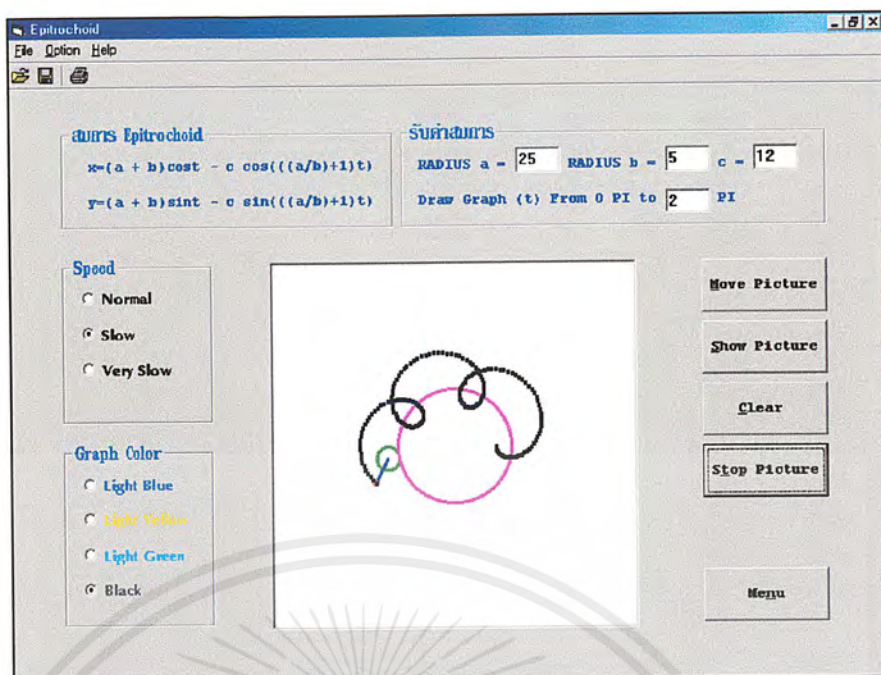 Epitrochoid
File Option Help
สมการ Epitrochoid
x=(a + b)cost - c cos(((a/b)+1)t)
y=(a + b)sint - c sin(((a/b)+1)t)
รับค่าสมการ
RADIUS a = 25 RADIUS b = 5 c = 12
Draw Graph (t) From 0 PI to 2 PI
Speed
Normal
Slow
Very Slow
Graph Color
Light Blue
Light Yellow
Light Green
Black
Move Picture
Show Picture
Clear
Stop Picture
Menu